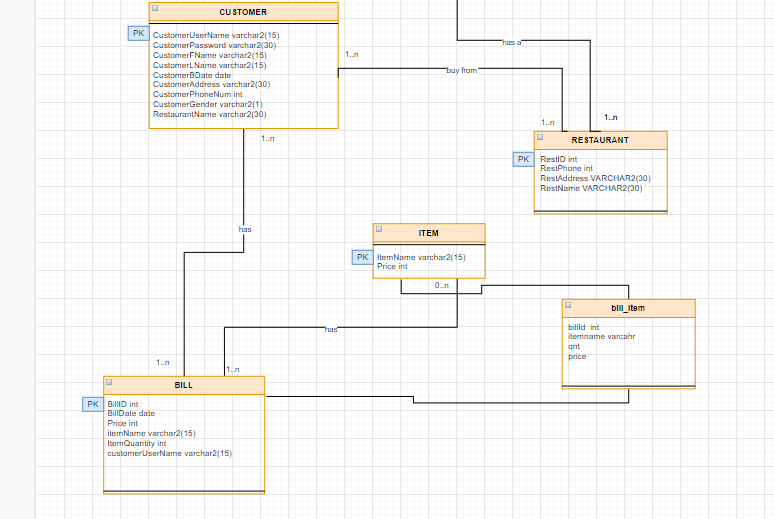 CUSTOMER
PK
CustomerUserName varchar2(15)
CustomerPassword varchar2(30)
CustomerFName varchar2(15)
CustomerLName varchar2(15)
CustomerBDate date
CustomerAddress varchar2(30)
CustomerPhoneNum int
CustomerGender varchar2(1)
RestaurantName varchar2(30)
has a
1..n
buy from
1..n
1..n
1..n
RESTAURANT
PK
RestID int
RestPhone int
RestAddress VARCHAR2(30)
RestName VARCHAR2(30)
has
ITEM
PK
ItemName varchar2(15)
Price int
0..n
bill_item
billId int
itemname varcahr
qnt
price
has
1..n
1..n
BILL
PK
BillID int
BillDate date
Price int
itemName varchar2(15)
ItemQuantity int
customerUserName varchar2(15)